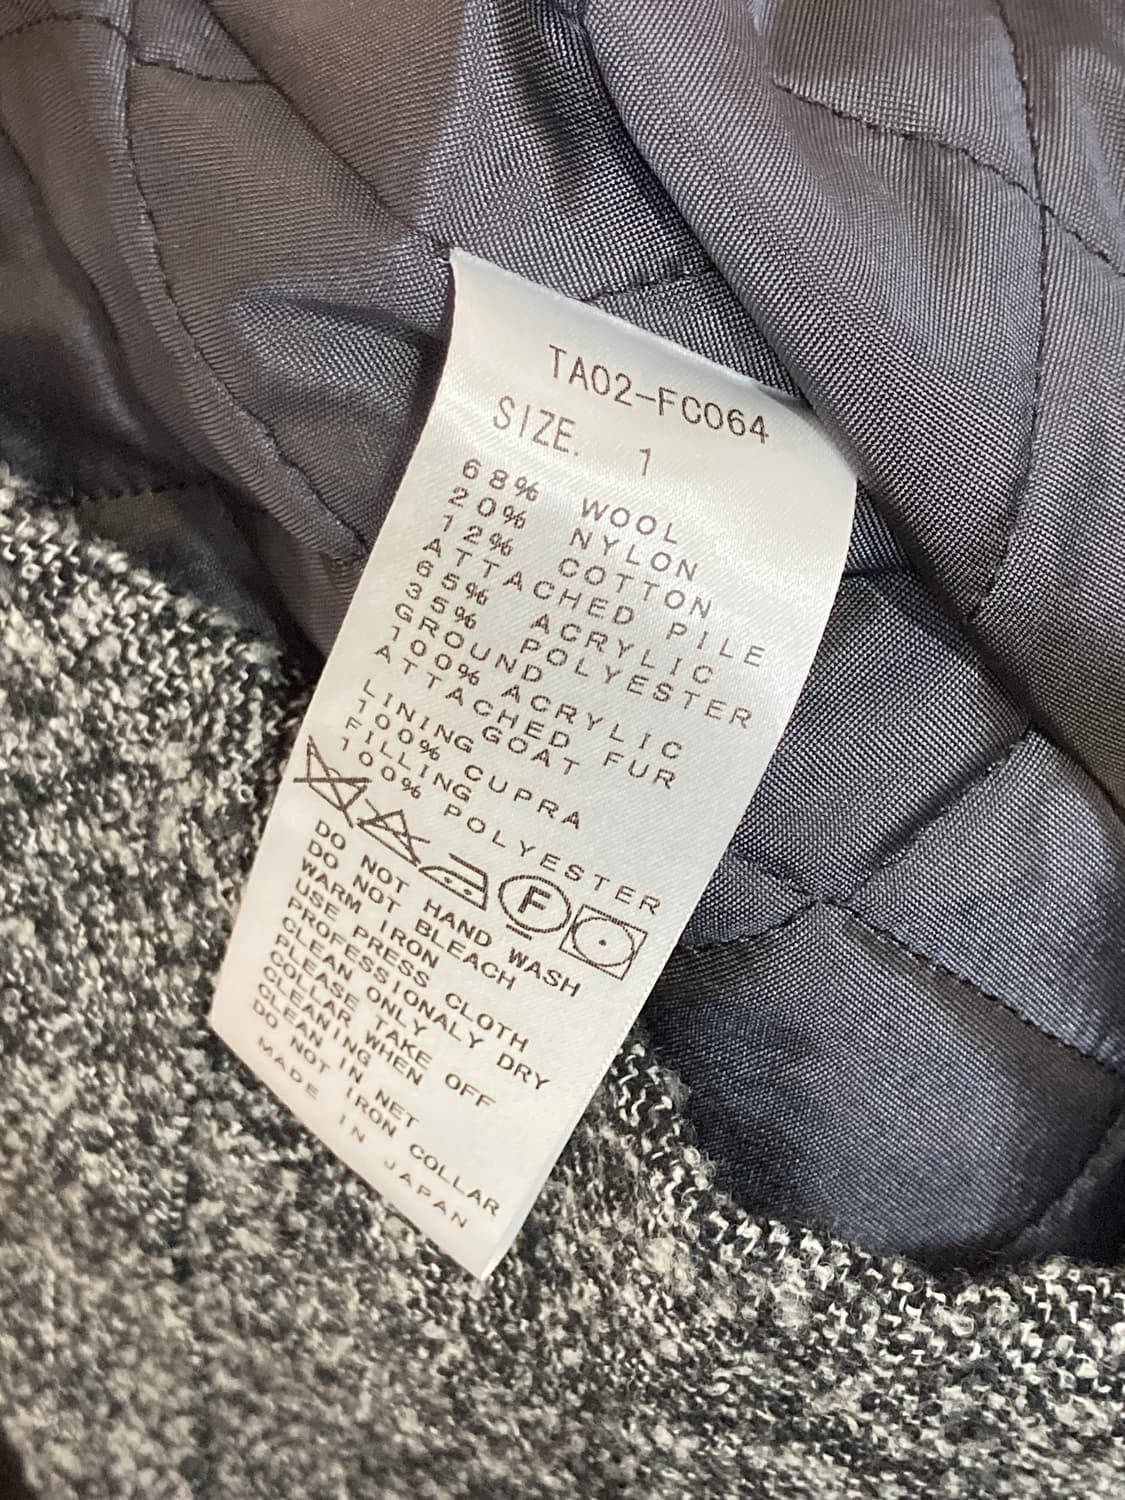 TA02-FC064
SIZE. 1
68% WOOL
20% NYLON
12% COTTON
ATTACHED PILE
65% ACRYLIC
35% POLYESTER
GROUND
100% ACRYLIC
ATTACHED FUR
GOAT
LINING
100% CUPRA
FILLING
100% POLYESTER
F
DO NOT HAND WASH
DO NOT BLEACH
WARM IRON
USE PRESS CLOTH
PROFESSIONALY DRY
CLEAN ONLY
PLEASE TAKE OFF
COLLAR WHEN
CLEANING
CLEAN IN NET
DO NOT IRON COLLAR
MADE IN JAPAN